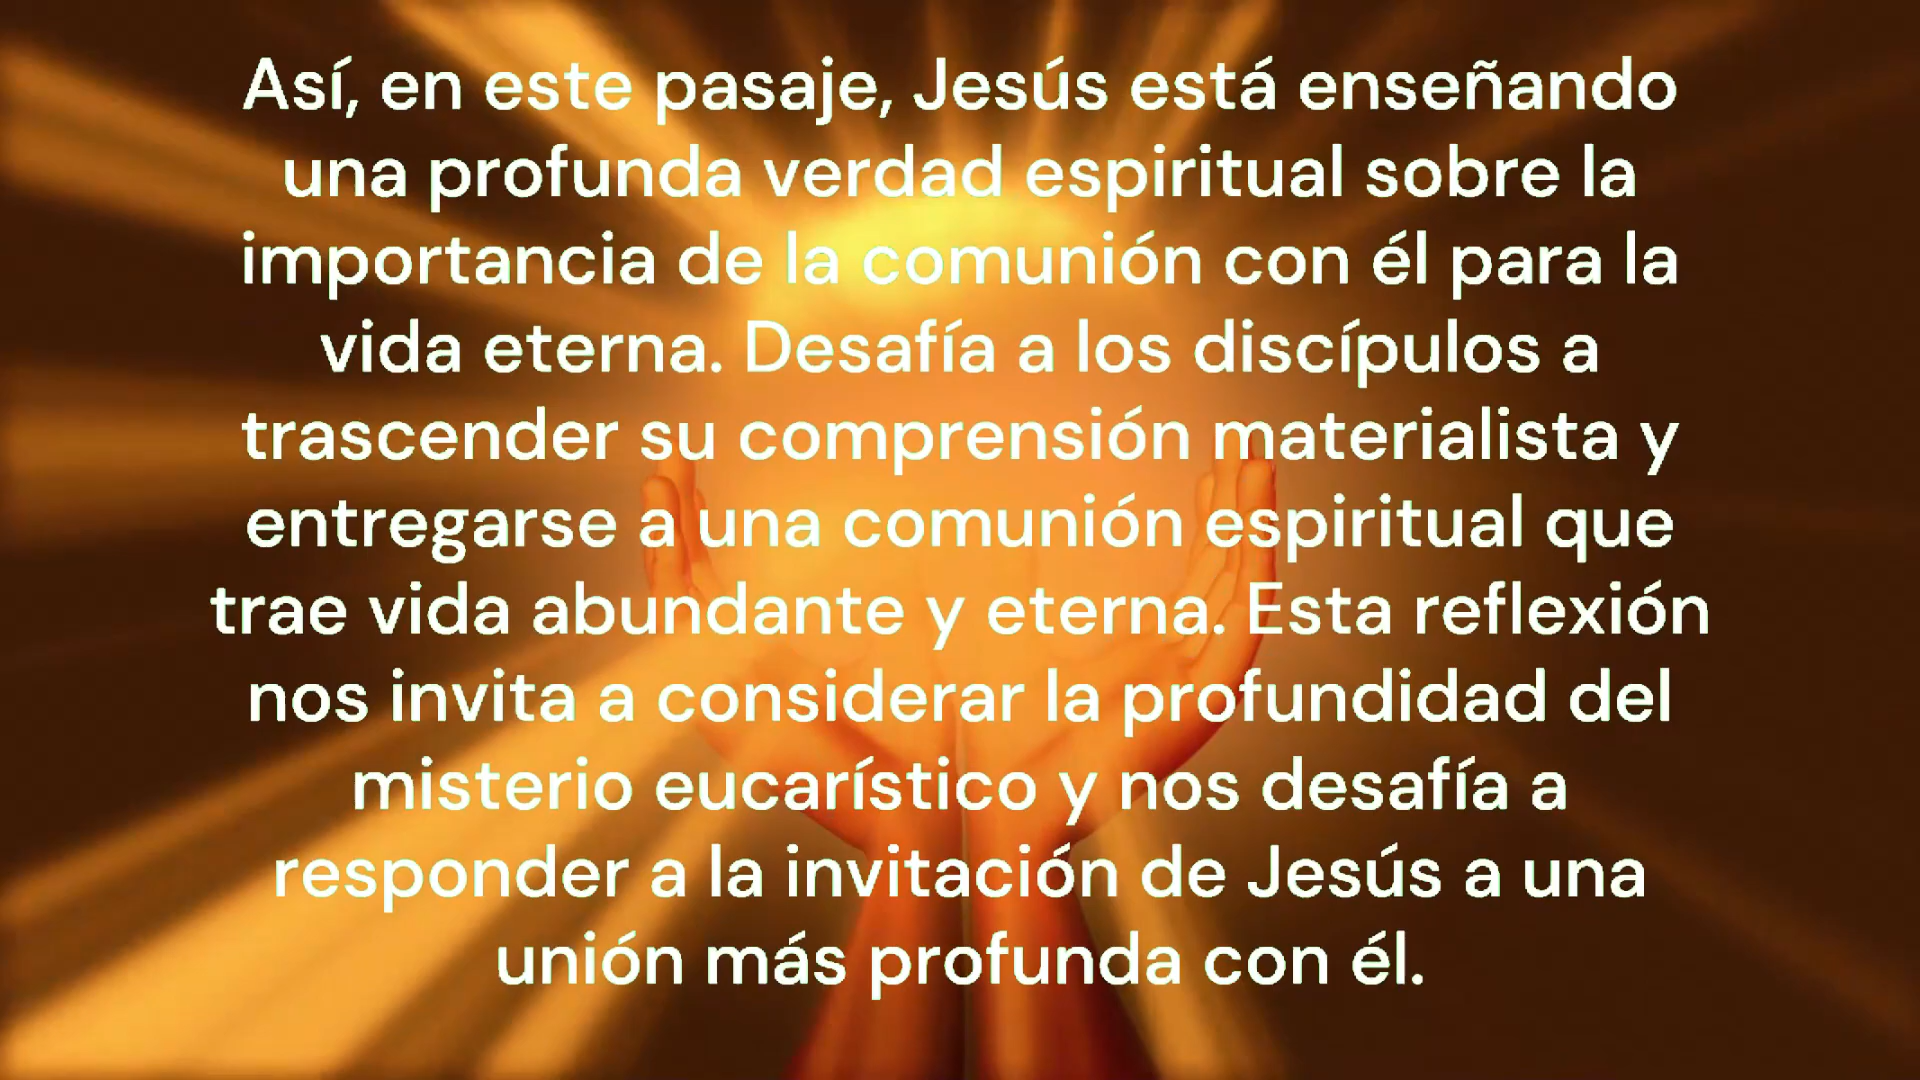 Así, en este pasaje, Jesús está enseñando
una profunda verdad espiritual sobre la
importancia de la comunión con él para la
vida eterna. Desafía a los discípulos a
trascender su comprensión materialista y
entregarse a una comunión espiritual que
trae vida abundante y eterna. Esta reflexión
nos invita a considerar la profundidad del
misterio eucarístico y nos desafía a
responder a la invitación de Jesús a una
unión más profunda con él.